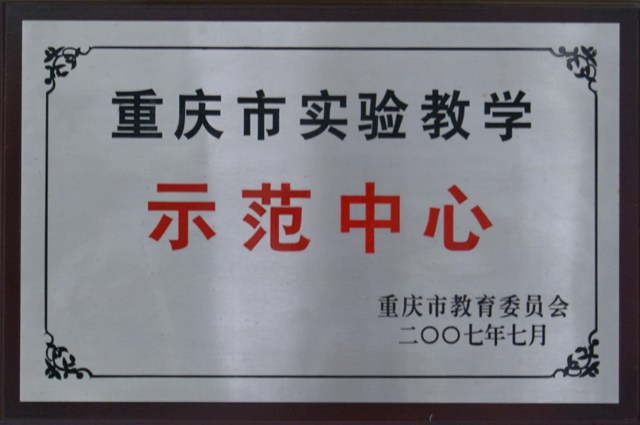 重庆市实验教学
示范中心
重庆市教育委员会
二〇〇七年七月